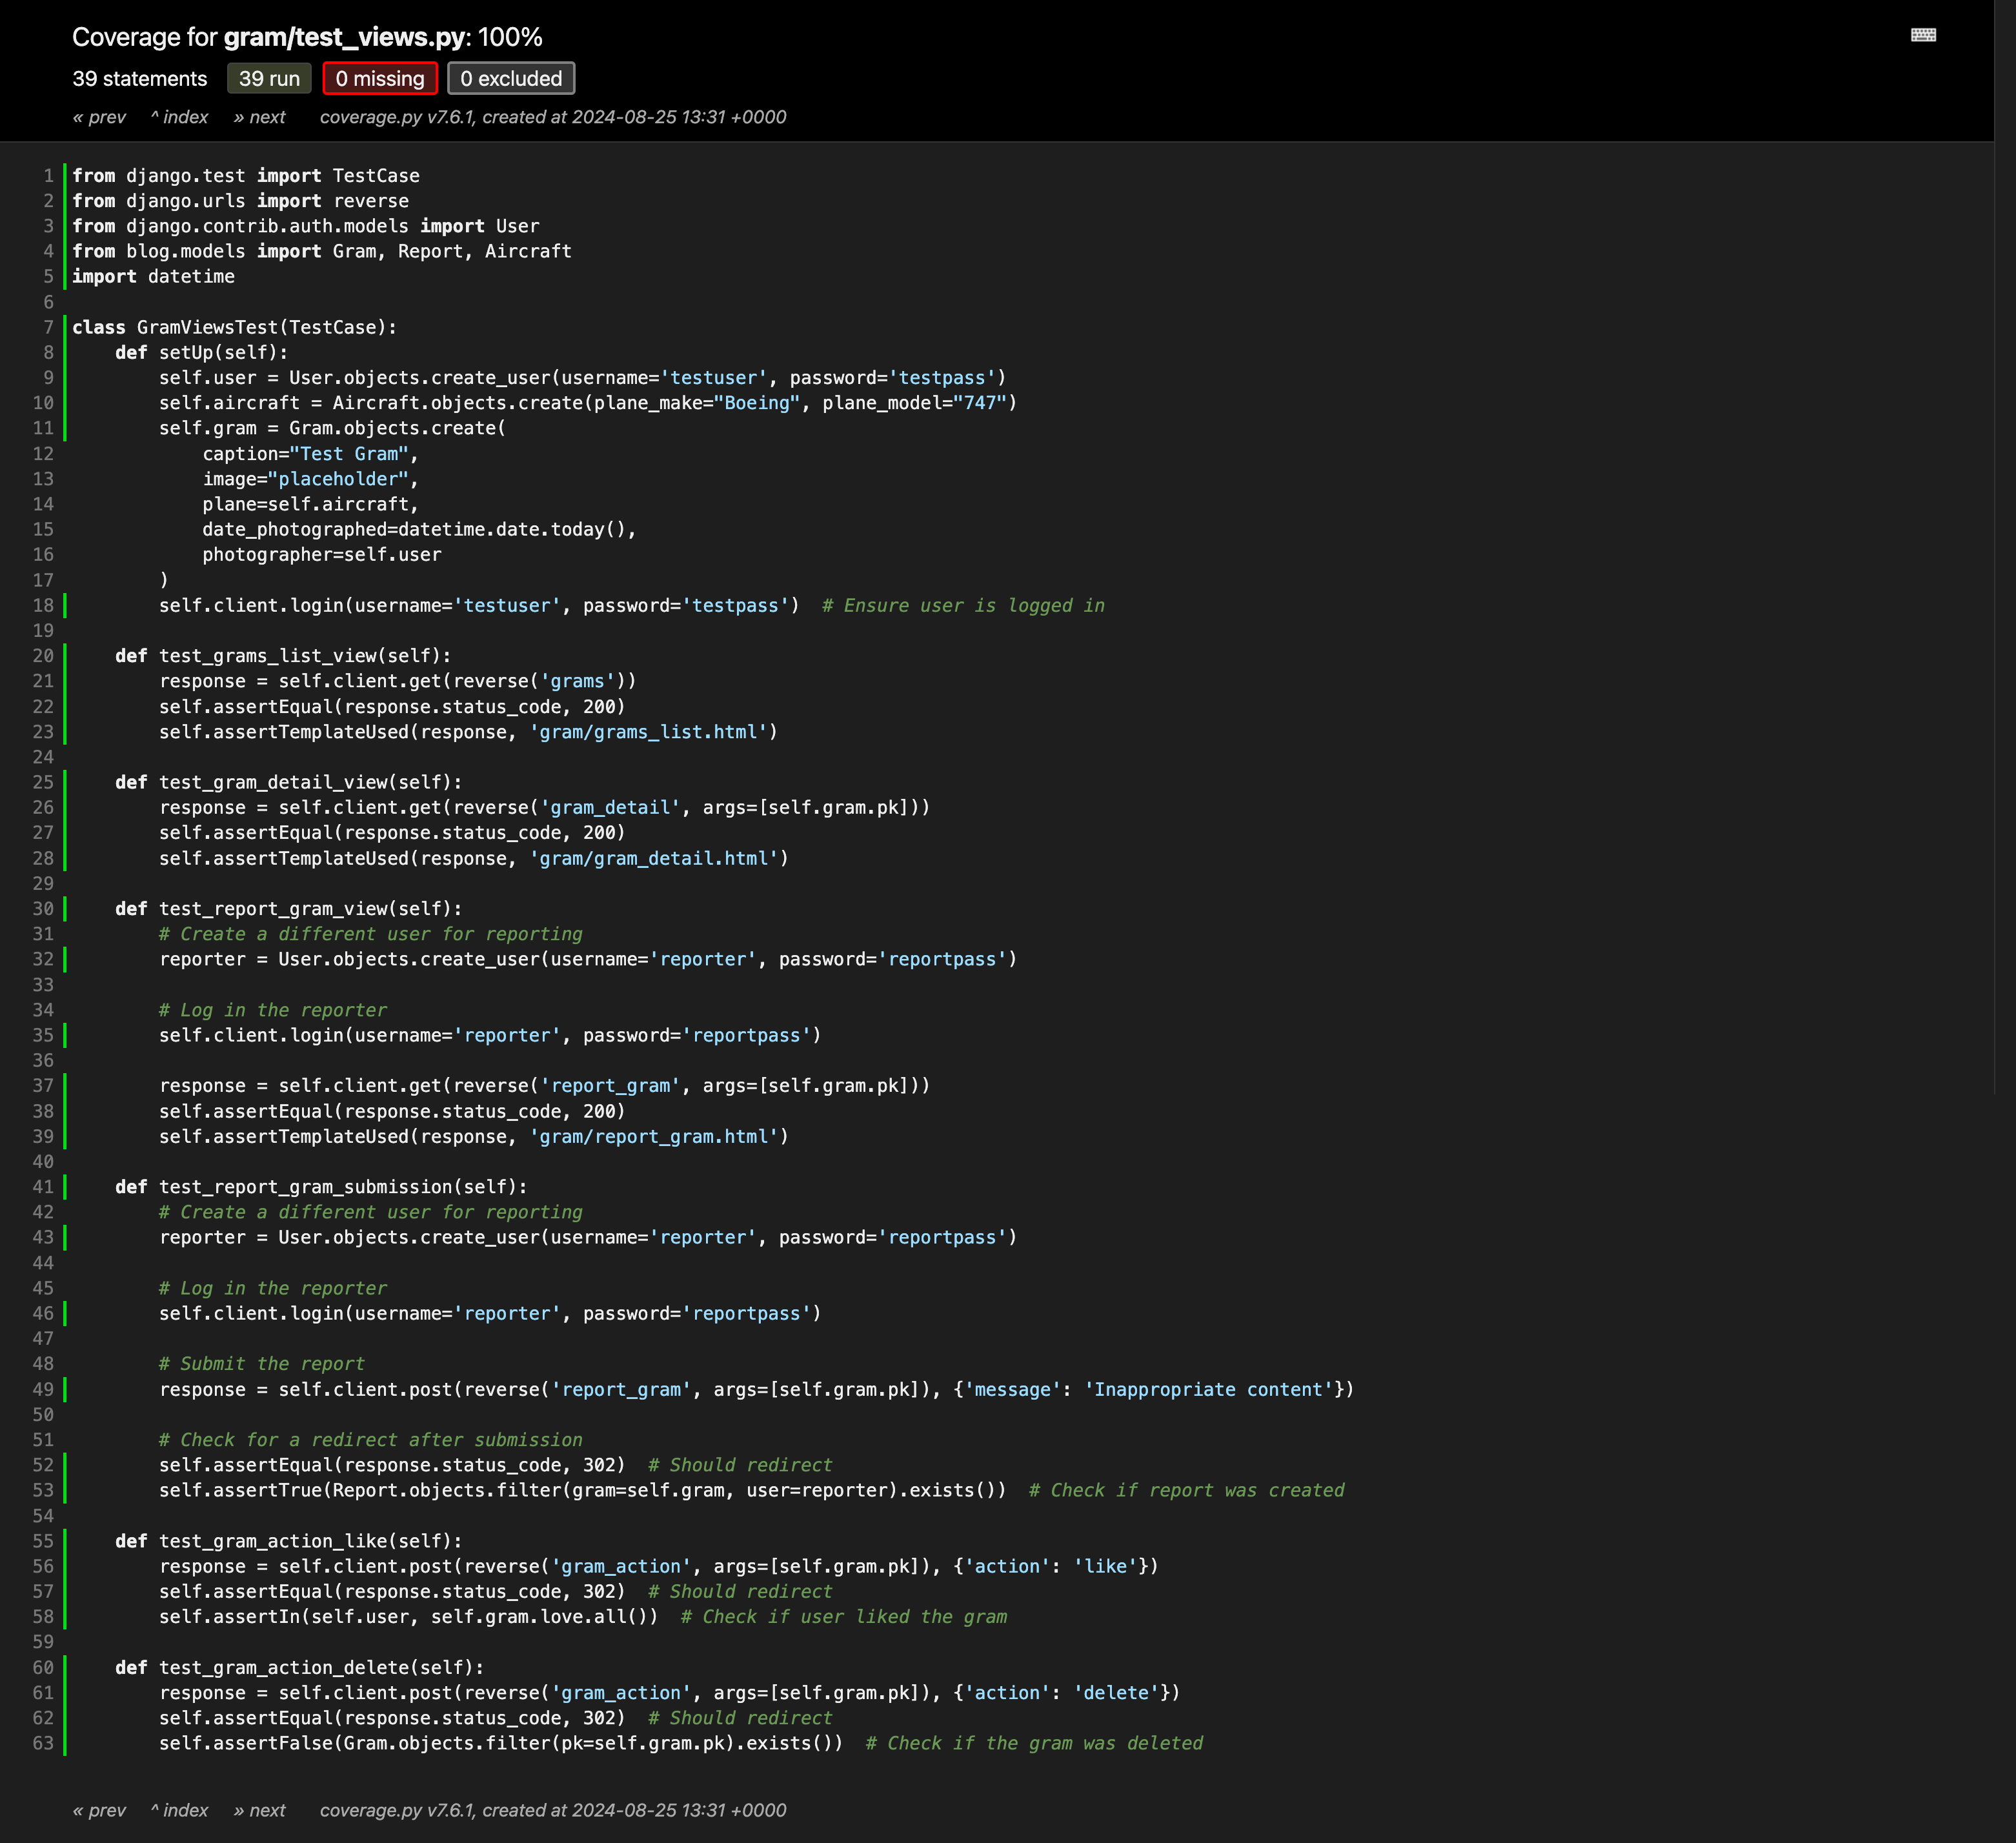 Coverage for gram/test_views.py: 100%
39 statements 39 run 0 missing 0 excluded
« prev ^ index » next coverage.py v7.6.1, created at 2024-08-25 13:31 +0000
1 from django.test import TestCase
2 from django.urls import reverse
3 from django.contrib.auth.models import User
4 from blog.models import Gram, Report, Aircraft
5 import datetime
6
7 class GramViewsTest(TestCase):
8     def setUp(self):
9         self.user = User.objects.create_user(username='testuser', password='testpass')
10         self.aircraft = Aircraft.objects.create(plane_make="Boeing", plane_model="747")
11         self.gram = Gram.objects.create(
12             caption="Test Gram",
13             image="placeholder",
14             plane=self.aircraft,
15             date_photographed=datetime.date.today(),
16             photographer=self.user
17         )
18         self.client.login(username='testuser', password='testpass')  # Ensure user is logged in
19
20     def test_grams_list_view(self):
21         response = self.client.get(reverse('grams'))
22         self.assertEqual(response.status_code, 200)
23         self.assertTemplateUsed(response, 'gram/grams_list.html')
24
25     def test_gram_detail_view(self):
26         response = self.client.get(reverse('gram_detail', args=[self.gram.pk]))
27         self.assertEqual(response.status_code, 200)
28         self.assertTemplateUsed(response, 'gram/gram_detail.html')
29
30     def test_report_gram_view(self):
31         # Create a different user for reporting
32         reporter = User.objects.create_user(username='reporter', password='reportpass')
33
34         # Log in the reporter
35         self.client.login(username='reporter', password='reportpass')
36
37         response = self.client.get(reverse('report_gram', args=[self.gram.pk]))
38         self.assertEqual(response.status_code, 200)
39         self.assertTemplateUsed(response, 'gram/report_gram.html')
40
41     def test_report_gram_submission(self):
42         # Create a different user for reporting
43         reporter = User.objects.create_user(username='reporter', password='reportpass')
44
45         # Log in the reporter
46         self.client.login(username='reporter', password='reportpass')
47
48         # Submit the report
49         response = self.client.post(reverse('report_gram', args=[self.gram.pk]), {'message': 'Inappropriate content'})
50
51         # Check for a redirect after submission
52         self.assertEqual(response.status_code, 302)  # Should redirect
53         self.assertTrue(Report.objects.filter(gram=self.gram, user=reporter).exists())  # Check if report was created
54
55     def test_gram_action_like(self):
56         response = self.client.post(reverse('gram_action', args=[self.gram.pk]), {'action': 'like'})
57         self.assertEqual(response.status_code, 302)  # Should redirect
58         self.assertIn(self.user, self.gram.love.all())  # Check if user liked the gram
59
60     def test_gram_action_delete(self):
61         response = self.client.post(reverse('gram_action', args=[self.gram.pk]), {'action': 'delete'})
62         self.assertEqual(response.status_code, 302)  # Should redirect
63         self.assertFalse(Gram.objects.filter(pk=self.gram.pk).exists())  # Check if the gram was deleted
« prev ^ index » next coverage.py v7.6.1, created at 2024-08-25 13:31 +0000